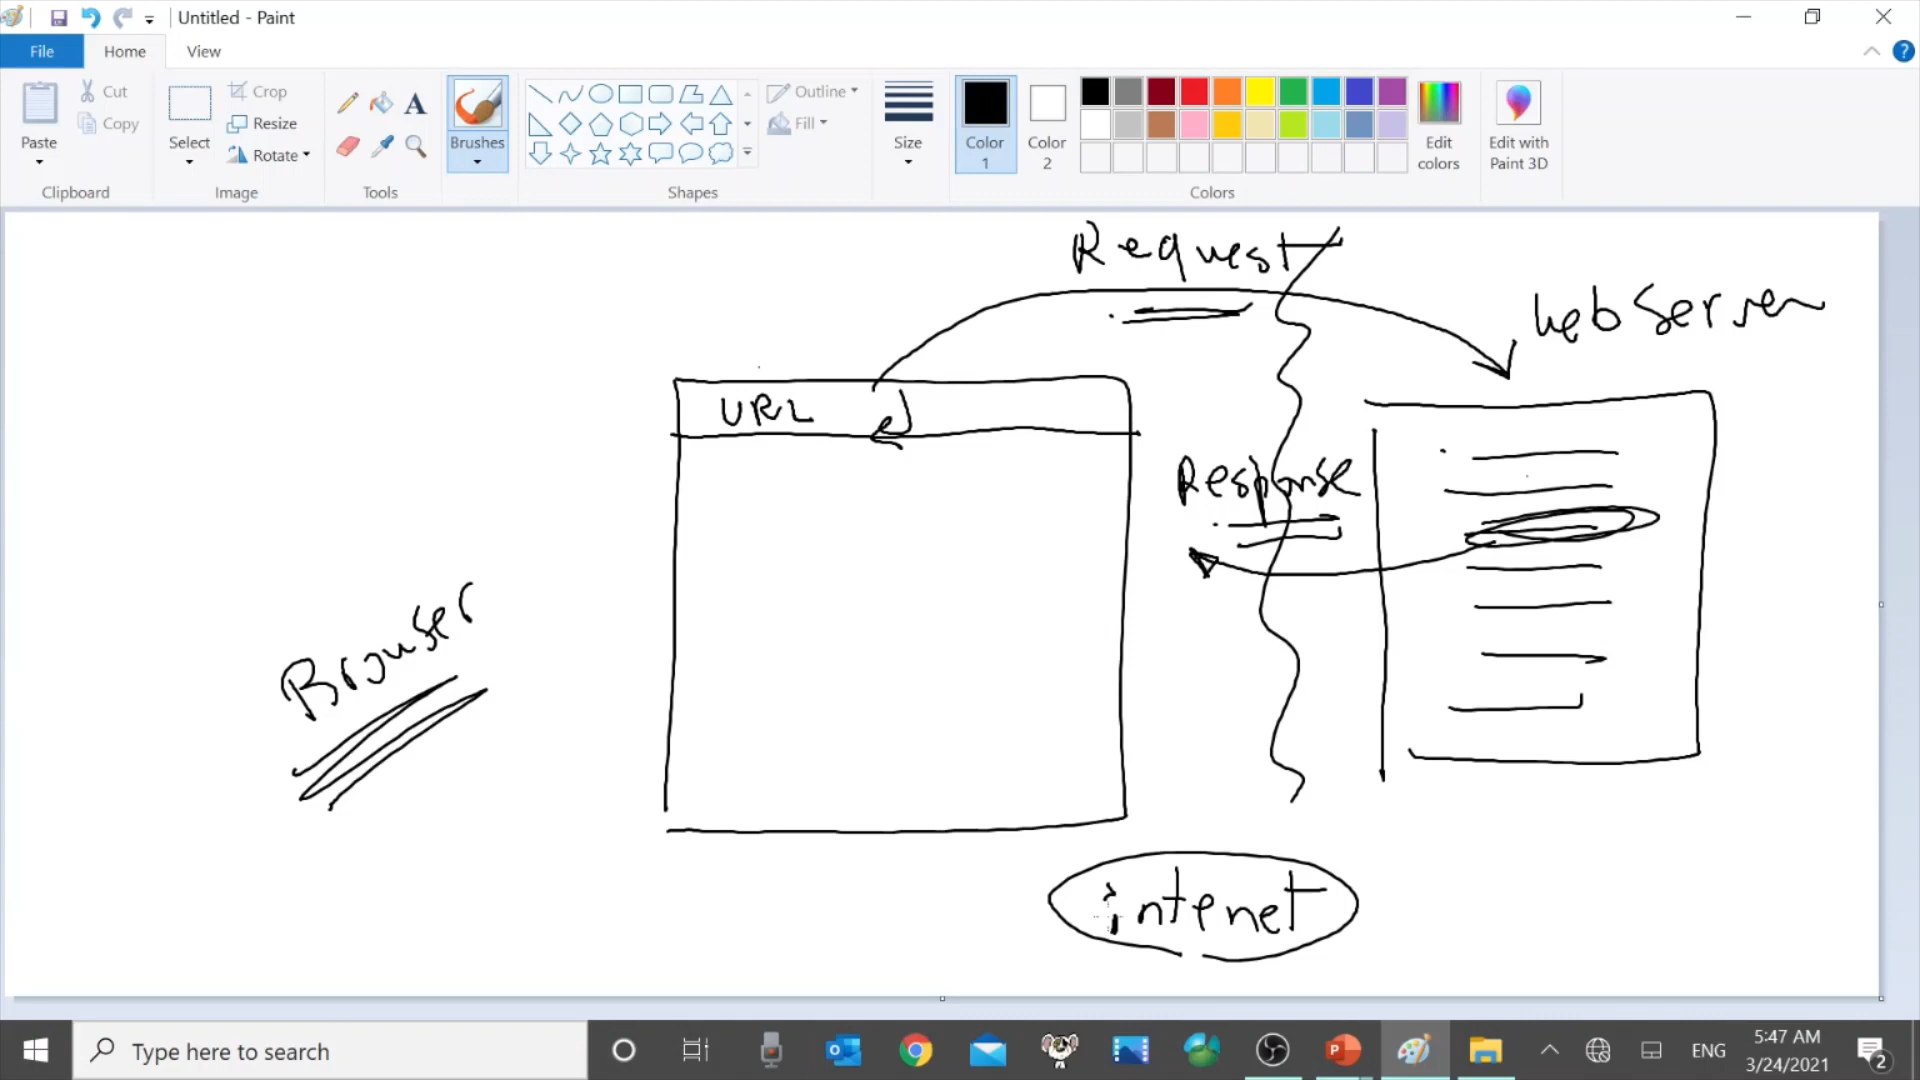 Untitled - Paint
File Home View
Paste
Cut
Copy
Clipboard
Select
Crop
Resize
Rotate
Image
Tools
Brushes
Shapes
Outline
Fill
Size
Color 1
Color 2
Colors
Edit colors
Edit with Paint 3D
Request
Web Server
URL
Response
Browser
intenet
Type here to search
ENG
5:47 AM
3/24/2021
2